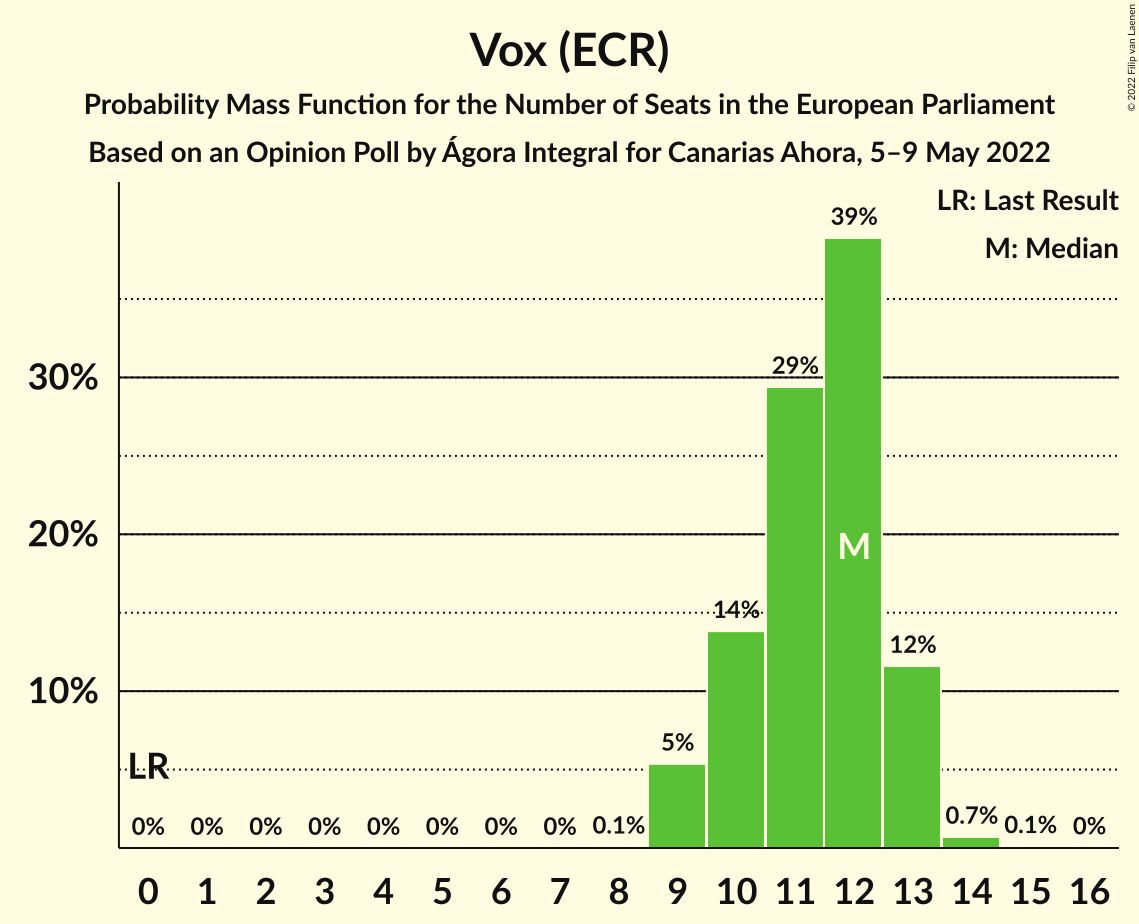 Vox (ECR)
Probability Mass Function for the Number of Seats in the European Parliament
Based on an Opinion Poll by Ágora Integral for Canarias Ahora, 5–9 May 2022
© 2022 Filip van Laenen
LR: Last Result
M: Median
39%
30%
29%
20%
M
14%
12%
10%
5%
LR
0% 0% 0% 0% 0% 0% 0% 0% 0.1% 0.7% 0.1% 0%
0 1 2 3 4 5 6 7 8 9 10 11 12 13 14 15 16